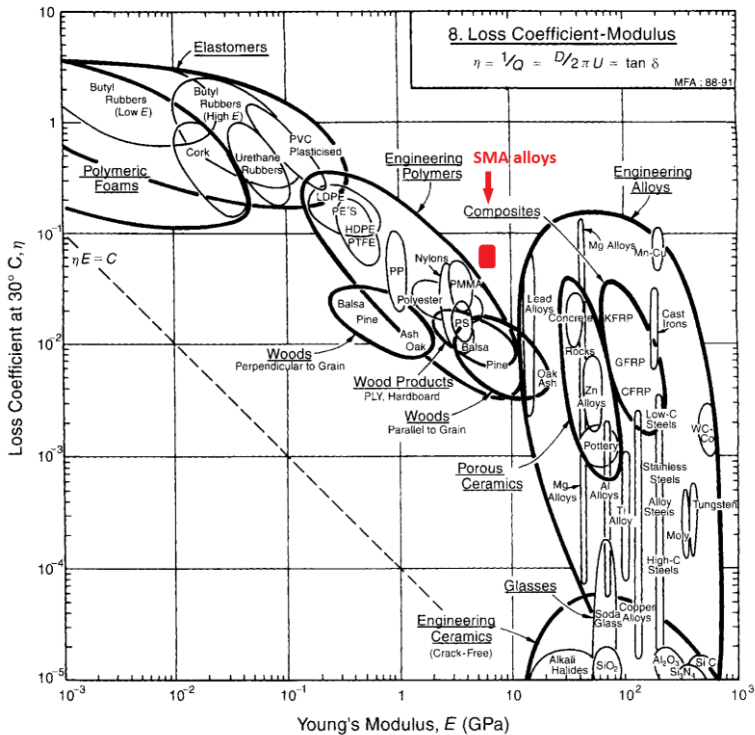 8. Loss Coefficient-Modulus
η = 1/Q = D/2πU = tan δ
MFA : 88-91
Loss Coefficient at 30° C, η
10
1
10⁻¹
10⁻²
10⁻³
10⁻⁴
10⁻⁵
Elastomers
Butyl
Rubbers
(Low E)
Butyl
Rubbers
(High E)
PVC
Plasticised
Cork
Urethane
Rubbers
Polymeric
Foams
Engineering
Polymers
SMA alloys
Composites
Engineering
Alloys
LDPE
PE'S
HDPE
PTFE
ηE = C
PP
Nylons
PMMA
Polyester
PS
Mg Alloys
Mn-Cu
Balsa
Pine
Ash
Oak
Balsa
Pine
Oak
Ash
Lead
Alloys
Concrete
KFRP
Cast
Irons
Rocks
GFRP
CFRP
Woods
Perpendicular to Grain
Wood Products
PLY, Hardboard
Woods
Parallel to Grain
Zn
Alloys
Low-C
Steels
WC-
Co
Pottery
Porous
Ceramics
Mg
Alloys
Al
Alloys
Ti
Alloy
Stainless
Steels
Alloy
Steels
Tungsten
Moly
High-C
Steels
Glasses
Soda
Glass
Copper
Alloys
Engineering
Ceramics
(Crack-Free)
Alkali
Halides
SiO₂
Al₂O₃
Si C
Si₃N₄
10⁻³
10⁻²
10⁻¹
1
10
10²
10³
Young's Modulus, E (GPa)